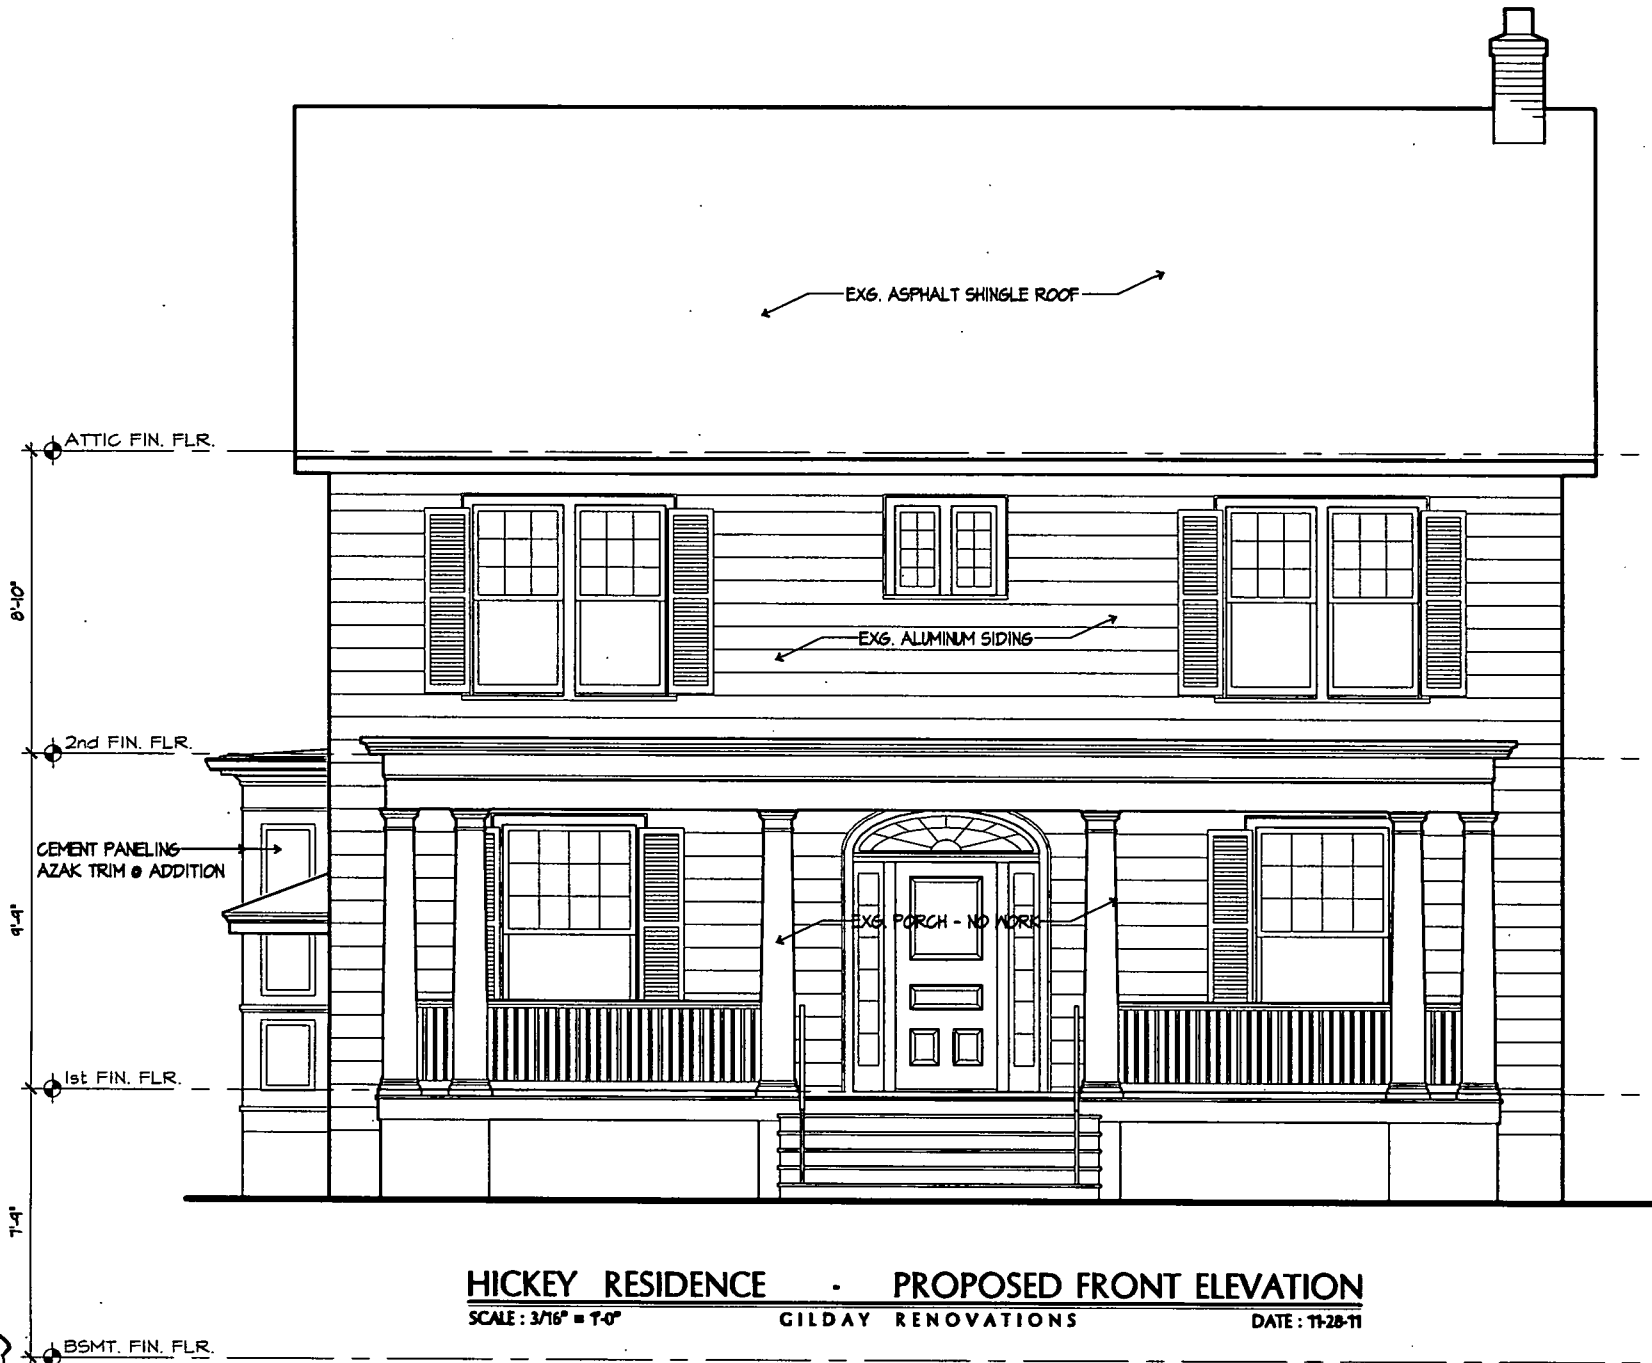 EXG. ASPHALT SHINGLE ROOF
ATTIC FIN. FLR.
8'-10"
EXG. ALUMINUM SIDING
2nd FIN. FLR.
CEMENT PANELING
AZAK TRIM @ ADDITION
9'-9"
EXG. PORCH - NO WORK
1st FIN. FLR.
7'-9"
HICKEY RESIDENCE - PROPOSED FRONT ELEVATION
SCALE : 3/16" = 1'-0" GILDAY RENOVATIONS DATE : 11-28-11
BSMT. FIN. FLR.